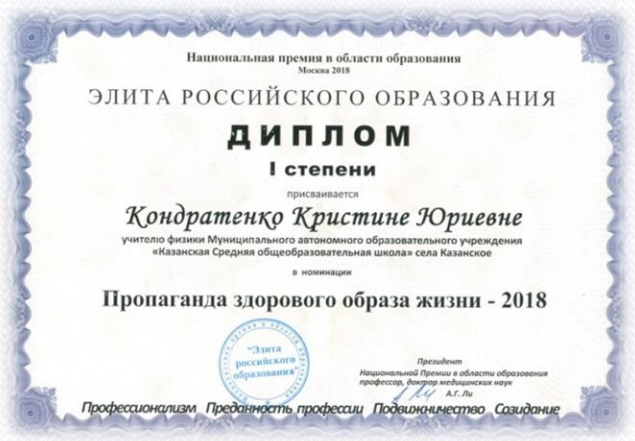 Национальная премия в области образования
Москва 2018
ЭЛИТА РОССИЙСКОГО ОБРАЗОВАНИЯ
ДИПЛОМ
I степени
присваивается
Кондратенко Кристине Юриевне
учителю физики Муниципального автономного образовательного учреждения
«Казанская Средняя общеобразовательная школа» села Казанское
в номинации
Пропаганда здорового образа жизни - 2018
"Элита
российского
образования"
Президент
Национальной Премии в области образования
профессор, доктор медицинских наук
А.Г. Ли
Профессионализм Преданность профессии Подвижничество Созидание